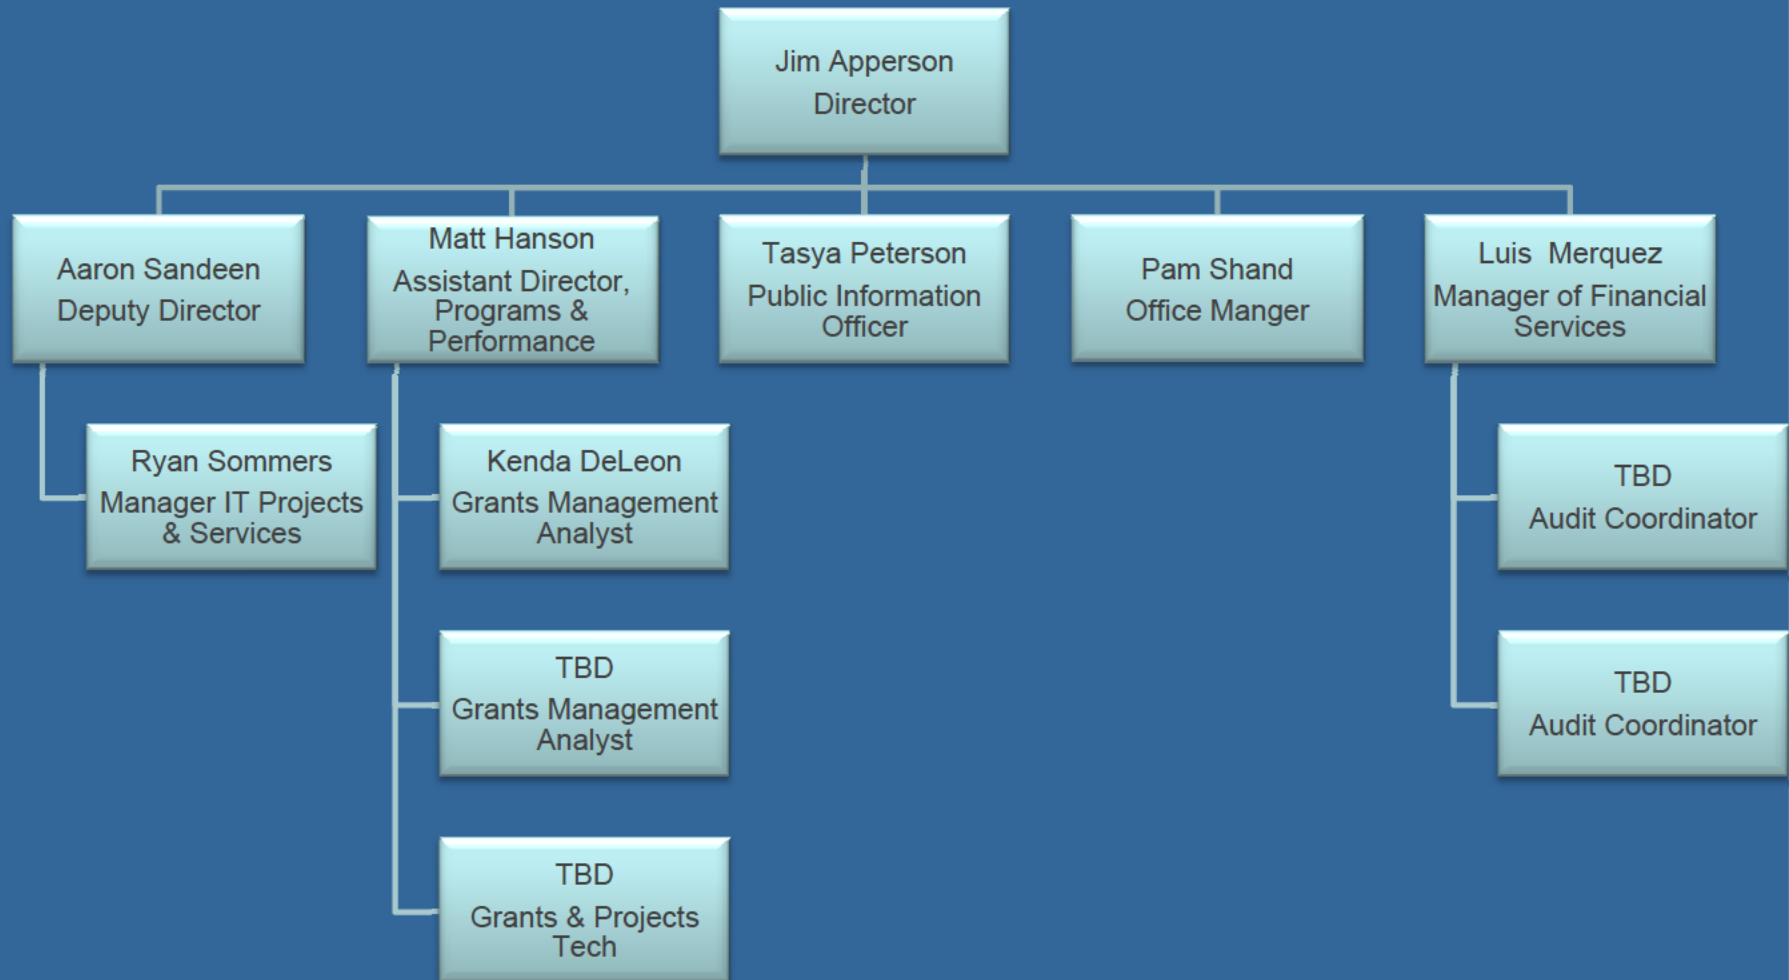 Jim Apperson
Director
Aaron Sandeen
Deputy Director
Matt Hanson
Assistant Director,
Programs &
Performance
Tasya Peterson
Public Information
Officer
Pam Shand
Office Manger
Luis  Merquez
Manager of Financial
Services
Ryan Sommers
Manager IT Projects
& Services
Kenda DeLeon
Grants Management
Analyst
TBD
Audit Coordinator
TBD
Grants Management
Analyst
TBD
Audit Coordinator
TBD
Grants & Projects
Tech